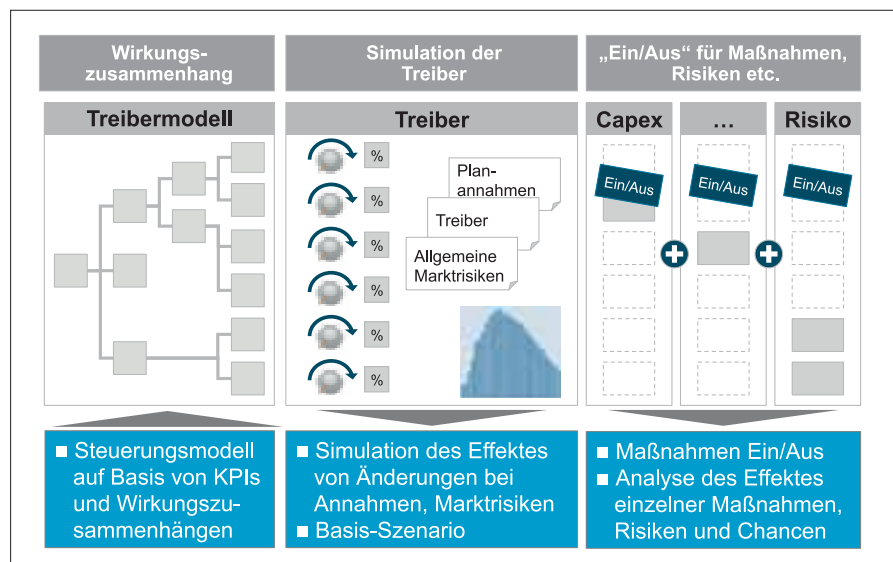 Wirkungs-
zusammenhang
Simulation der
Treiber
„Ein/Aus“ für Maßnahmen,
Risiken etc.
Treibermodell
Treiber
%
%
%
%
%
%
Plan-
annahmen
Treiber
Allgemeine
Marktrisiken
Capex
...
Risiko
Ein/Aus
Ein/Aus
Ein/Aus
■ Steuerungsmodell
auf Basis von KPIs
und Wirkungszu-
sammenhängen
■ Simulation des Effektes
von Änderungen bei
Annahmen, Marktrisiken
■ Basis-Szenario
■ Maßnahmen Ein/Aus
■ Analyse des Effektes
einzelner Maßnahmen,
Risiken und Chancen